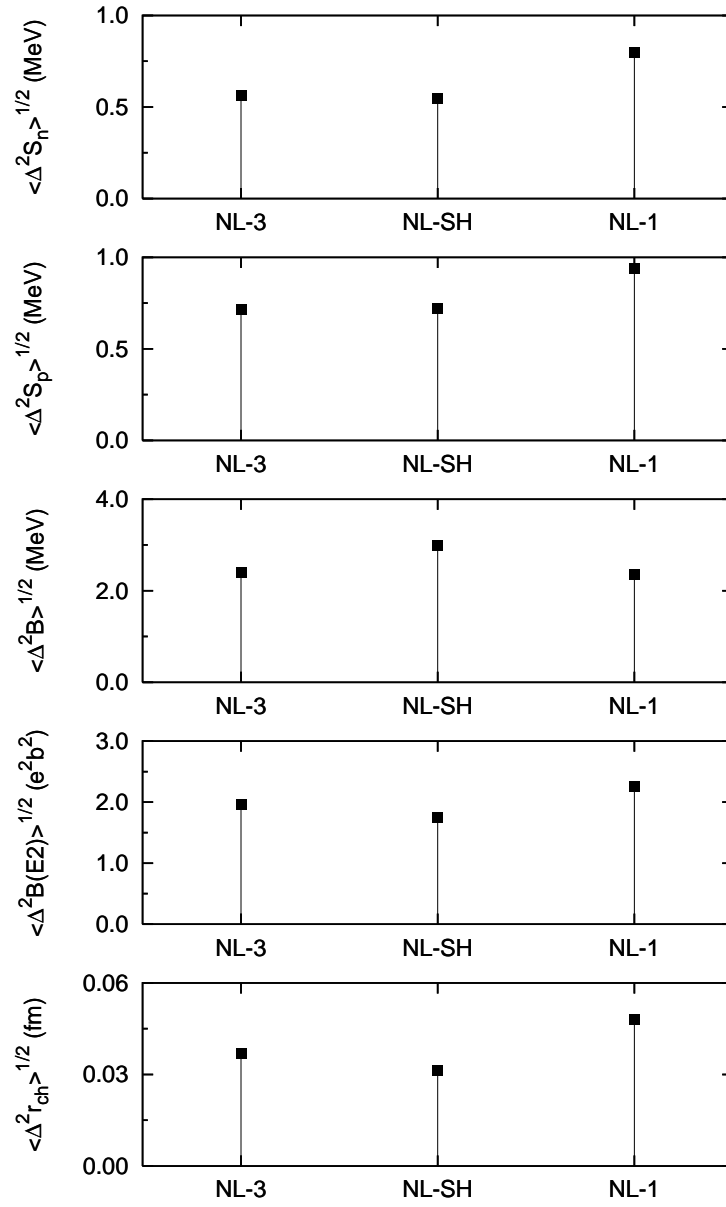 <Δ²Sₙ>^1/2 (MeV)
1.0
0.5
0.0
NL-3 NL-SH NL-1
<Δ²Sₚ>^1/2 (MeV)
1.0
0.5
0.0
NL-3 NL-SH NL-1
<Δ²B>^1/2 (MeV)
4.0
2.0
0.0
NL-3 NL-SH NL-1
<Δ²B(E2)>^1/2 (e²b²)
3.0
2.0
1.0
0.0
NL-3 NL-SH NL-1
<Δ²r_ch>^1/2 (fm)
0.06
0.03
0.00
NL-3 NL-SH NL-1